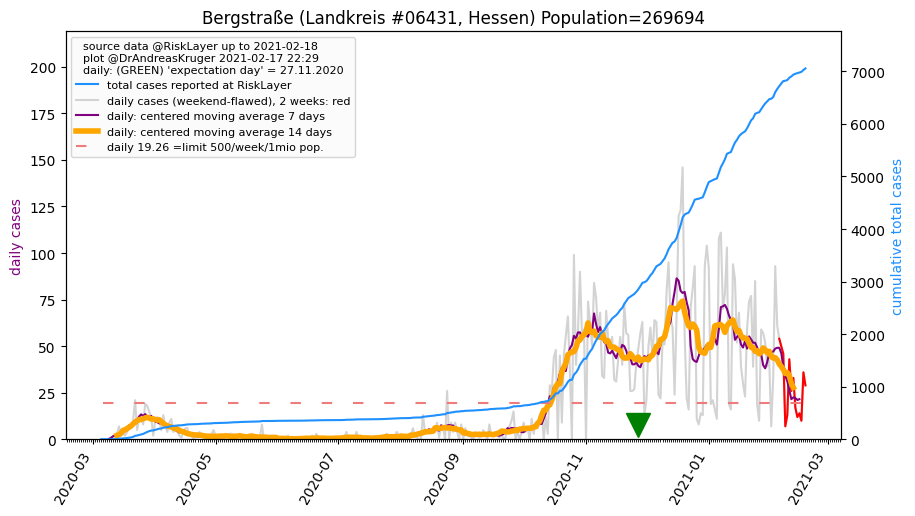 Bergstraße (Landkreis #06431, Hessen) Population=269694
source data @RiskLayer up to 2021-02-18
plot @DrAndreasKruger 2021-02-17 22:29
daily: (GREEN) 'expectation day' = 27.11.2020
total cases reported at RiskLayer
daily cases (weekend-flawed), 2 weeks: red
daily: centered moving average 7 days
daily: centered moving average 14 days
daily 19.26 =limit 500/week/1mio pop.
daily cases
200
175
150
125
100
75
50
25
0
7000
6000
5000
4000
3000
2000
1000
0
cumulative total cases
2020-03
2020-05
2020-07
2020-09
2020-11
2021-01
2021-03